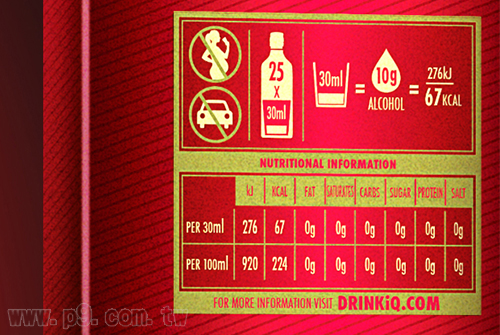 25
X
30ml
30ml = 10g ALCOHOL = 276kJ / 67 KCAL
NUTRITIONAL INFORMATION
kJ KCAL FAT SATURATES CARBS SUGAR PROTEIN SALT
PER 30ml 276 67 0g 0g 0g 0g 0g 0g
PER 100ml 920 224 0g 0g 0g 0g 0g 0g
FOR MORE INFORMATION VISIT DRINKiQ.COM
www.p9.com.tw